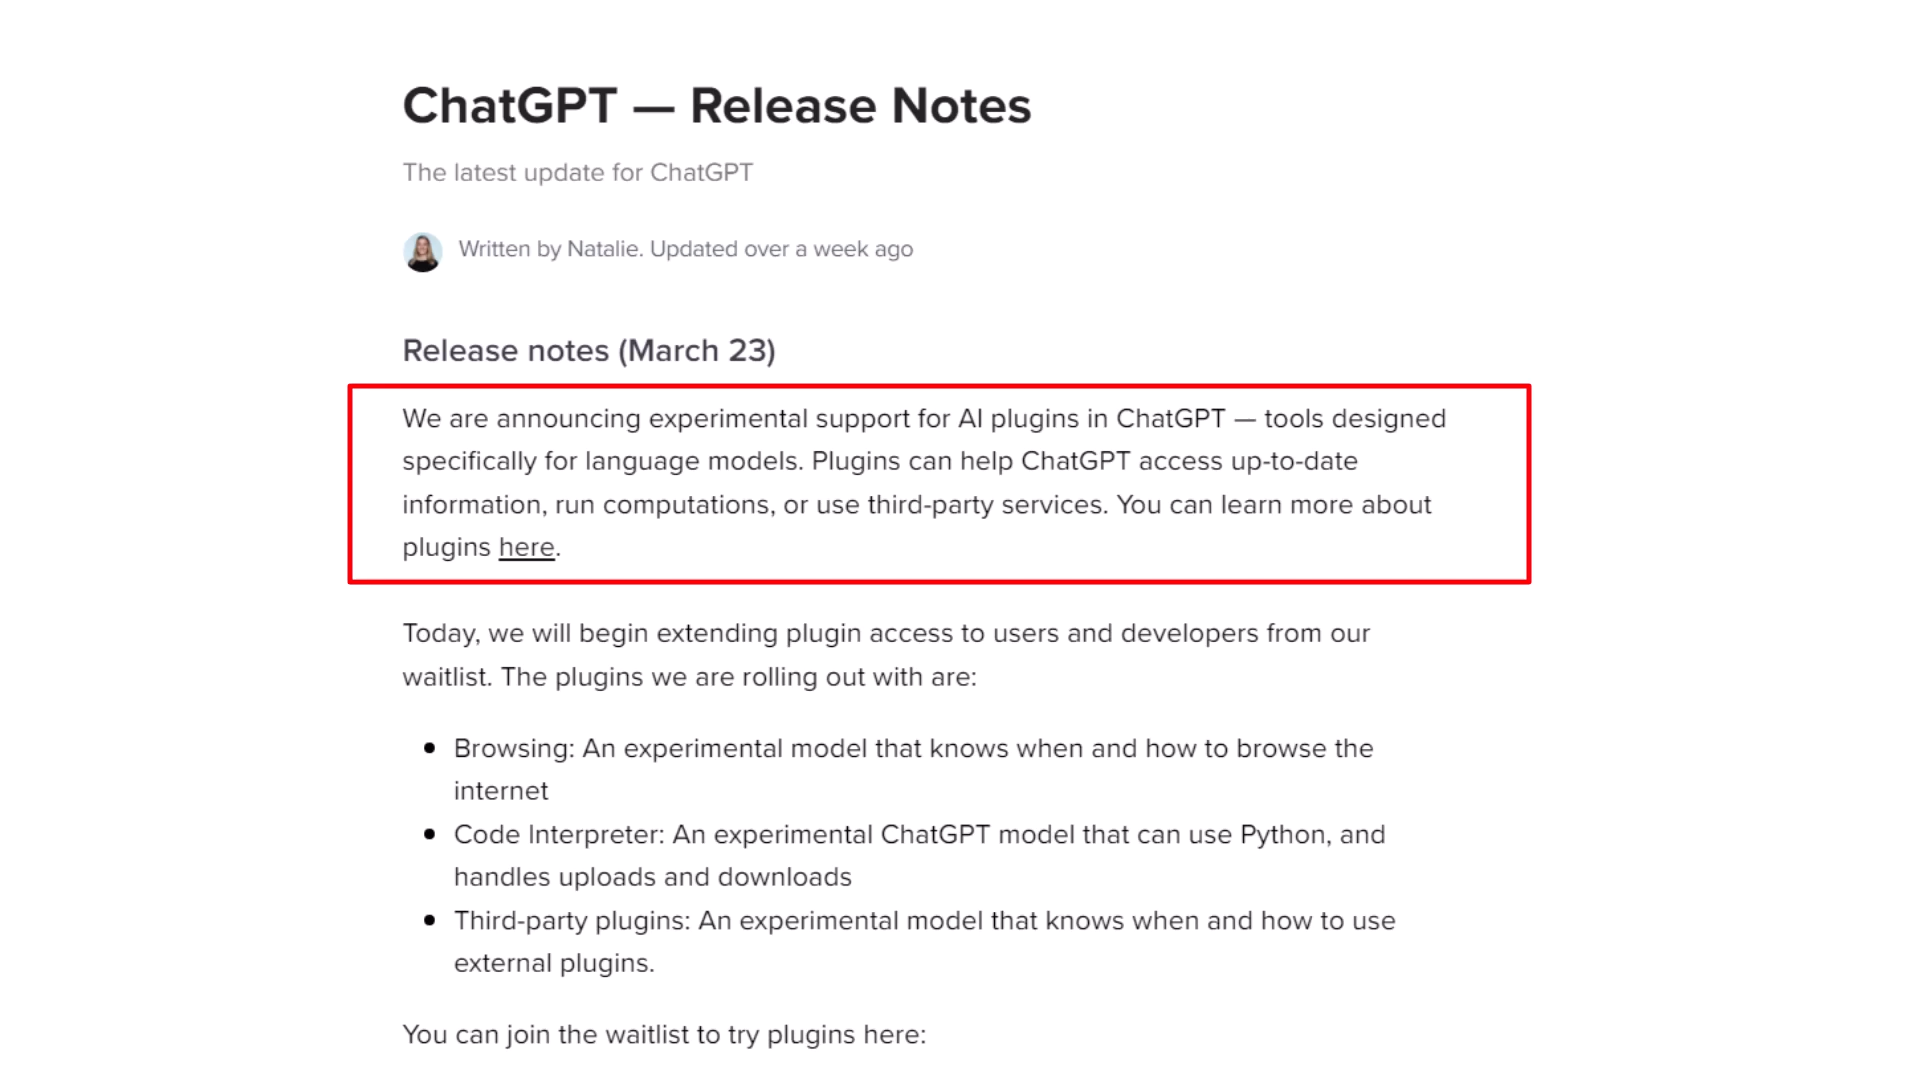 ChatGPT — Release Notes
The latest update for ChatGPT
Written by Natalie. Updated over a week ago
Release notes (March 23)
We are announcing experimental support for AI plugins in ChatGPT — tools designed
specifically for language models. Plugins can help ChatGPT access up-to-date
information, run computations, or use third-party services. You can learn more about
plugins here.
Today, we will begin extending plugin access to users and developers from our
waitlist. The plugins we are rolling out with are:
• Browsing: An experimental model that knows when and how to browse the
internet
• Code Interpreter: An experimental ChatGPT model that can use Python, and
handles uploads and downloads
• Third-party plugins: An experimental model that knows when and how to use
external plugins.
You can join the waitlist to try plugins here: